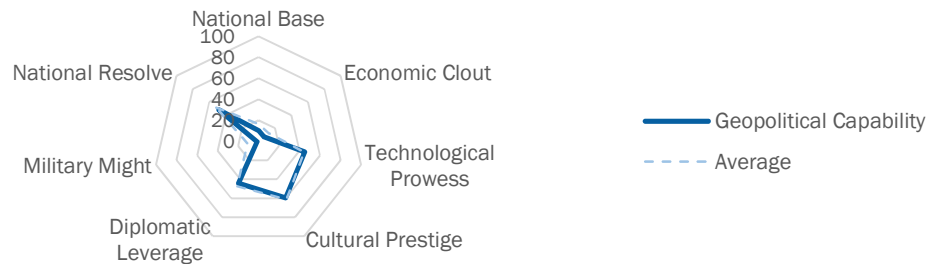 National Base
100
80
60
40
20
0
Economic Clout
Technological
Prowess
Cultural Prestige
Diplomatic
Leverage
Military Might
National Resolve
Geopolitical Capability
Average